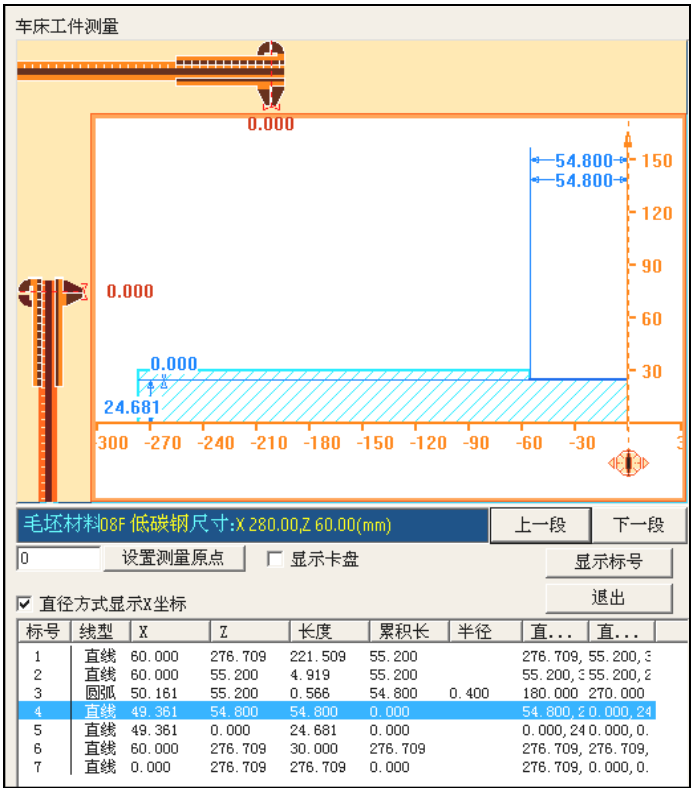 车床工件测量
0.000
54.800 150
54.800
120
90
0.000
60
0.000 30
24.681
300 -270 -240 -210 -180 -150 -120 -90 -60 -30 3
毛坯材料08F 低碳钢尺寸:X 280.00,Z 60.00(mm) 上一段 下一段
0 设置测量原点 显示卡盘 显示标号
直径方式显示X坐标 退出
标号 线型 X Z 长度 累积长 半径 直... 直...
1 直线 60.000 276.709 221.509 55.200 276.709, 55.200, 3
2 直线 60.000 55.200 4.919 55.200 55.200, 3 55.200, 2
3 圆弧 50.161 55.200 0.566 54.800 0.400 180.000 270.000
4 直线 49.361 54.800 54.800 0.000 54.800, 2 0.000, 24
5 直线 49.361 0.000 24.681 0.000 0.000, 24 0.000, 0.
6 直线 60.000 276.709 30.000 276.709 276.709, 276.709,
7 直线 0.000 276.709 276.709 0.000 276.709, 0.000, 0.